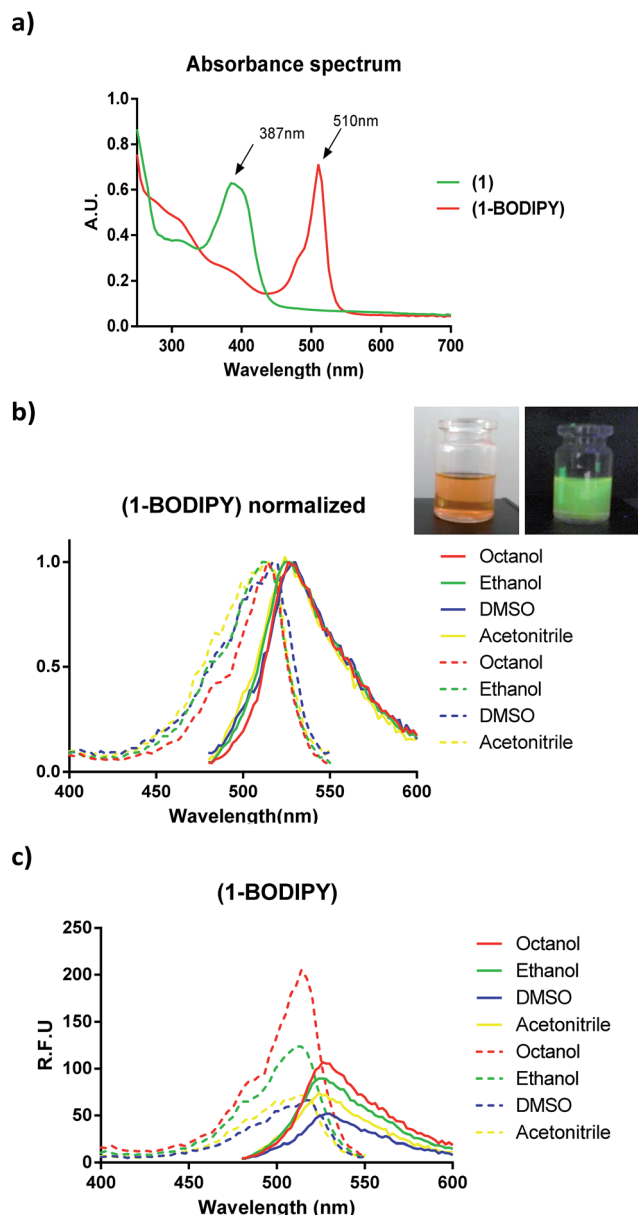 a)
Absorbance spectrum
1.0
0.8
0.6
0.4
0.2
0.0
A.U.
387nm
510nm
300 400 500 600 700
Wavelength (nm)
(1)
(1-BODIPY)
b)
(1-BODIPY) normalized
1.0
0.5
0.0
400 450 500 550 600
Wavelength(nm)
Octanol
Ethanol
DMSO
Acetonitrile
Octanol
Ethanol
DMSO
Acetonitrile
c)
(1-BODIPY)
250
200
150
100
50
0
R.F.U
400 450 500 550 600
Wavelength (nm)
Octanol
Ethanol
DMSO
Acetonitrile
Octanol
Ethanol
DMSO
Acetonitrile